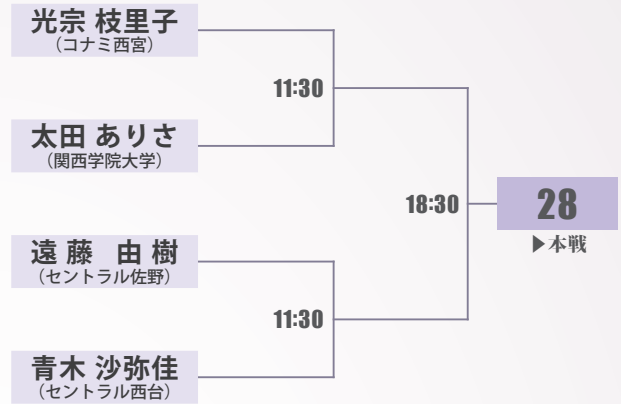 光宗 枝里子
（コナミ西宮）
11:30
太田 ありさ
（関西学院大学）
18:30
28
▶本戦
遠藤 由樹
（セントラル佐野）
11:30
青木 沙弥佳
（セントラル西台）